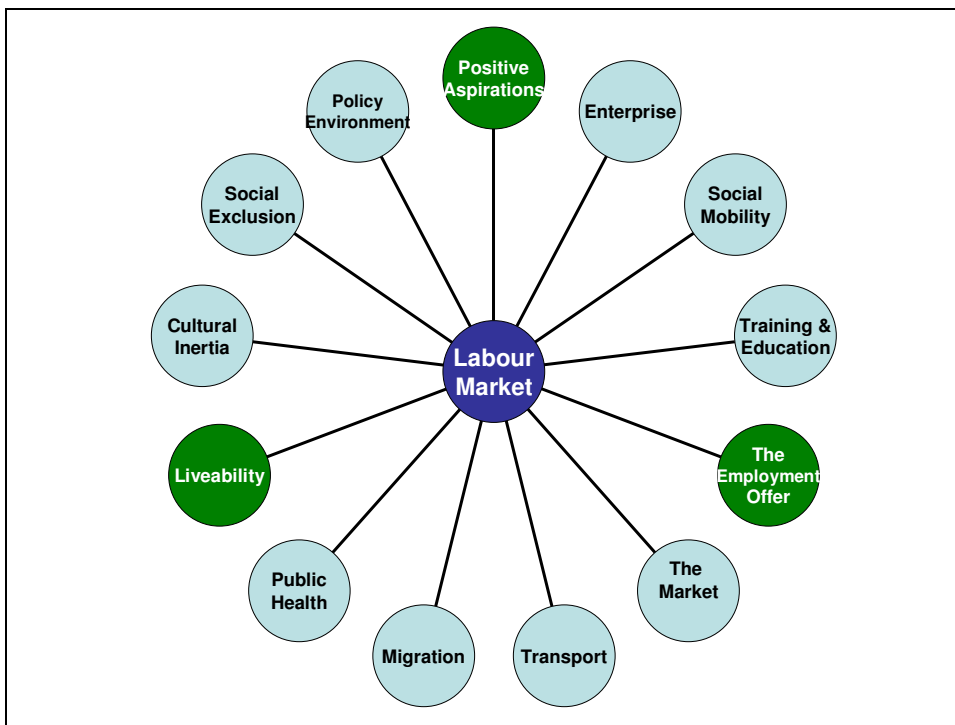 Positive
Aspirations
Enterprise
Social
Mobility
Training &
Education
The
Employment
Offer
The
Market
Transport
Migration
Public
Health
Liveability
Cultural
Inertia
Social
Exclusion
Policy
Environment
Labour
Market